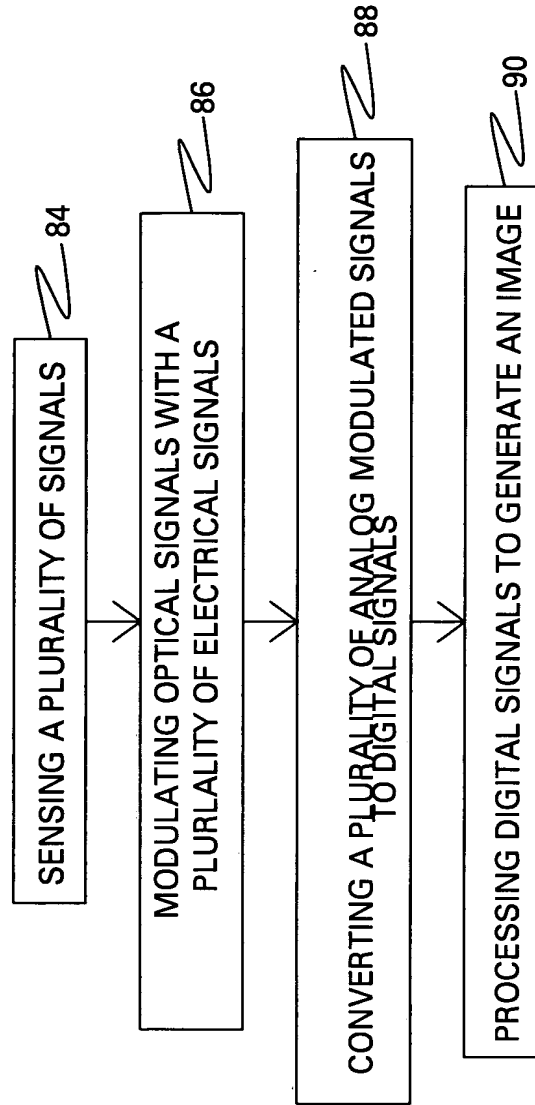 SENSING A PLURALITY OF SIGNALS
84
MODULATING OPTICAL SIGNALS WITH A
PLURLALITY OF ELECTRICAL SIGNALS
86
CONVERTING A PLURALITY OF ANALOG MODULATED SIGNALS
TO DIGITAL SIGNALS
88
PROCESSING DIGITAL SIGNALS TO GENERATE AN IMAGE
90